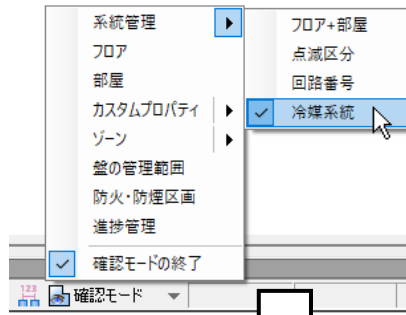 系統管理
フロア
部屋
カスタムプロパティ
ゾーン
盤の管理範囲
防火・防煙区画
進捗管理
確認モードの終了
フロア+部屋
点滅区分
回路番号
冷媒系統
123
確認モード